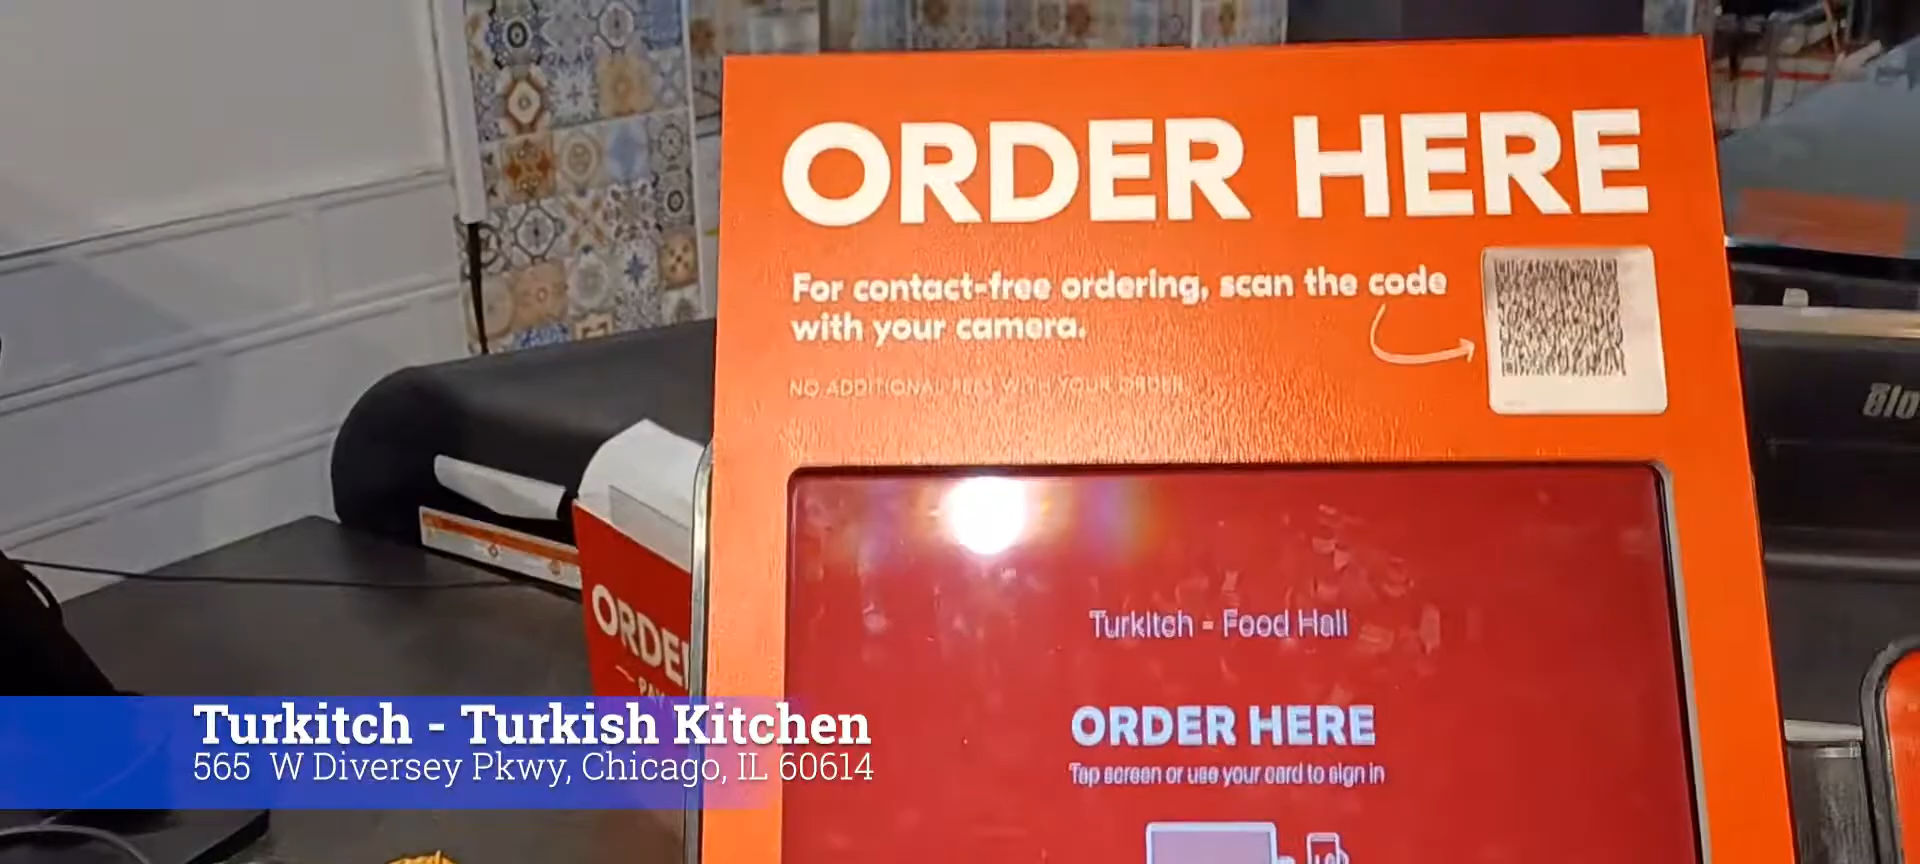 ORDER HERE
For contact-free ordering, scan the code
with your camera.
NO ADDITIONAL FEES WITH YOUR ORDER
Turkitch - Food Hall
ORDER HERE
Tap screen or use your card to sign in
ORDE
Turkitch - Turkish Kitchen
565 W Diversey Pkwy, Chicago, IL 60614